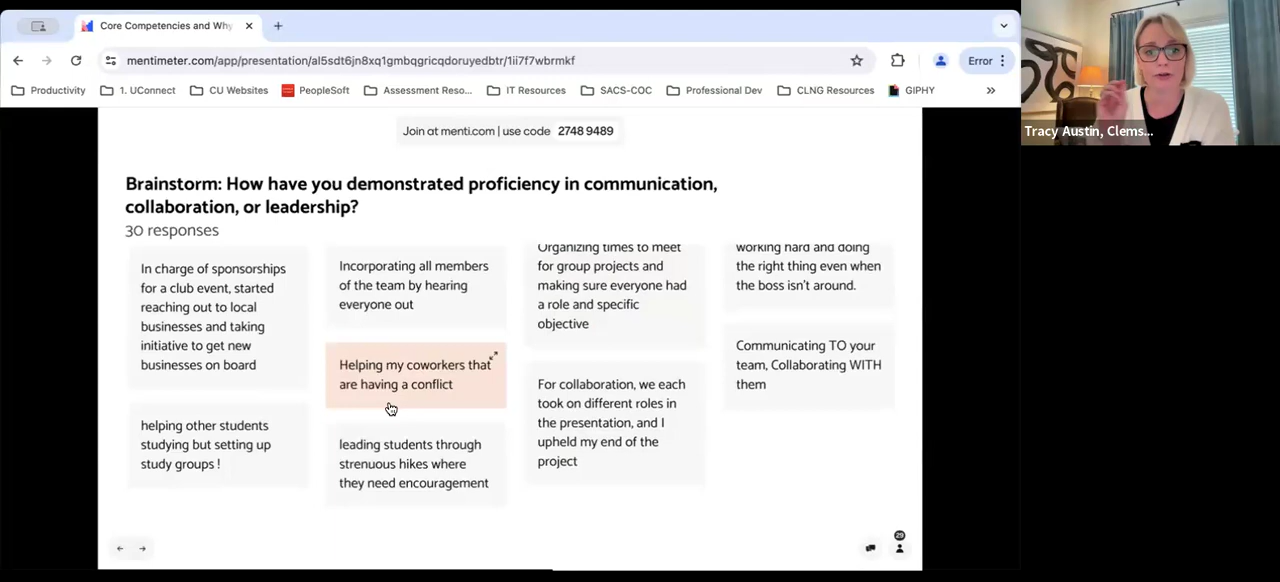 Core Competencies and Why
mentimeter.com/app/presentation/al5sdt6jn8xq1gmbqgricqdoruyedbtr/1ii7f7wbrmkf
Error
Productivity
1. UConnect
CU Websites
PeopleSoft
Assessment Reso...
IT Resources
SACS-COC
Professional Dev
CLNG Resources
GIPHY
Tracy Austin, Clems...
Join at menti.com | use code 2748 9489
Brainstorm: How have you demonstrated proficiency in communication,
collaboration, or leadership?
30 responses
In charge of sponsorships
for a club event, started
reaching out to local
businesses and taking
initiative to get new
businesses on board
helping other students
studying but setting up
study groups !
Incorporating all members
of the team by hearing
everyone out
Helping my coworkers that
are having a conflict
leading students through
strenuous hikes where
they need encouragement
Organizing times to meet
for group projects and
making sure everyone had
a role and specific
objective
For collaboration, we each
took on different roles in
the presentation, and I
upheld my end of the
project
working hard and doing
the right thing even when
the boss isn't around.
Communicating TO your
team, Collaborating WITH
them
29